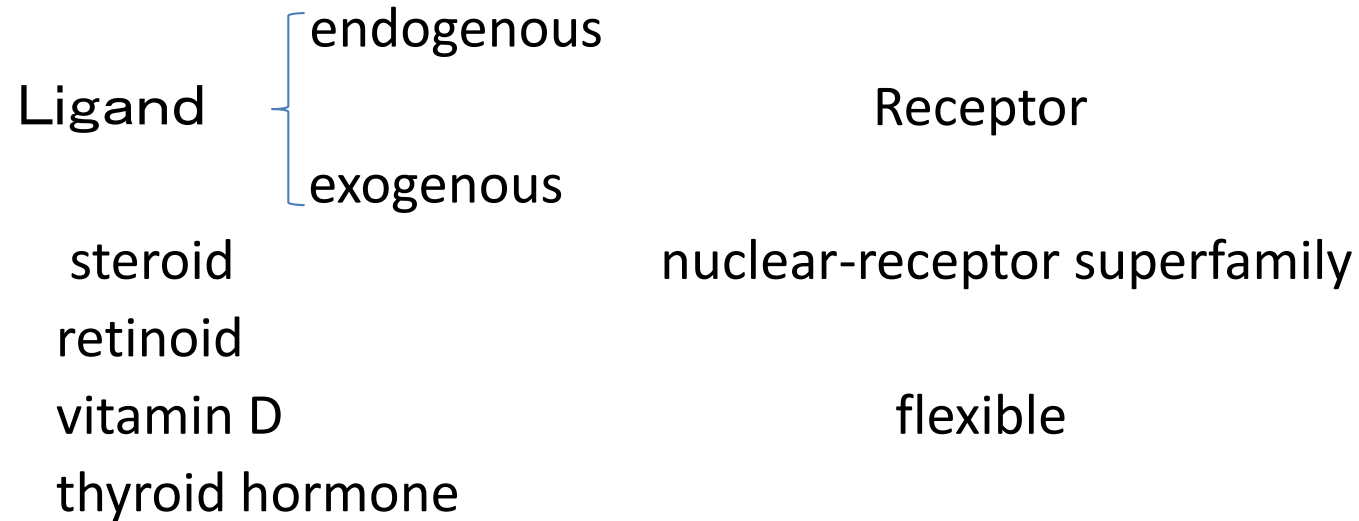 endogenous
Ligand
Receptor
exogenous
steroid
nuclear-receptor superfamily
retinoid
vitamin D
flexible
thyroid hormone